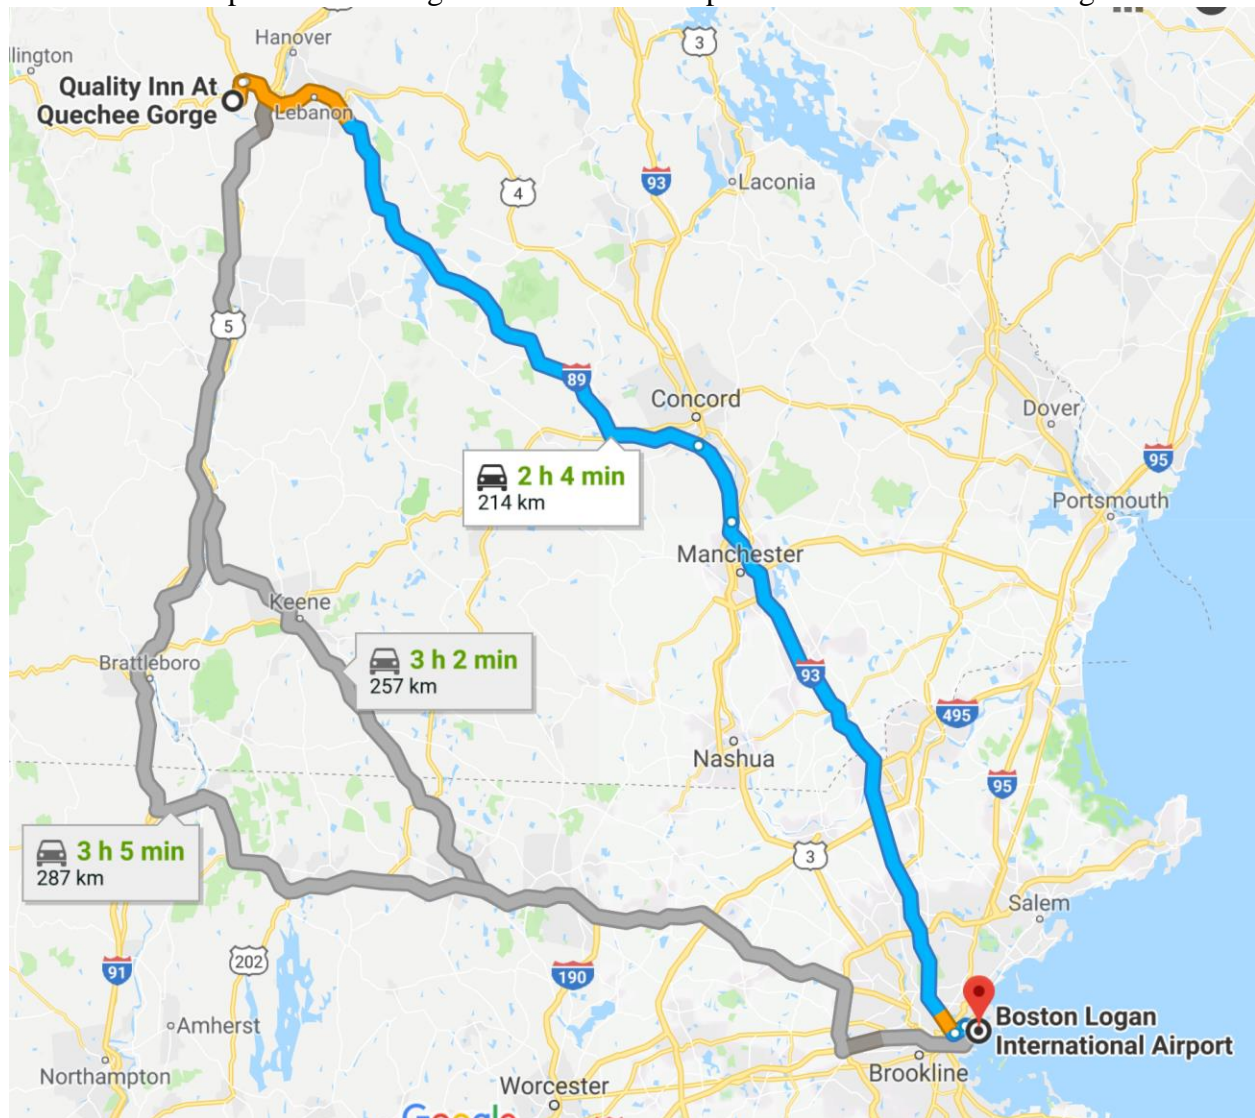 Hanover
3
Quality Inn At
Quechee Gorge
Lebanon
4
93
Laconia
5
89
Concord
Dover
95
2 h 4 min
214 km
Portsmouth
Manchester
Keene
3 h 2 min
257 km
Brattleboro
93
495
Nashua
95
3 h 5 min
287 km
3
Salem
91
202
190
Amherst
Boston Logan
International Airport
Northampton
Worcester
Brookline
Google